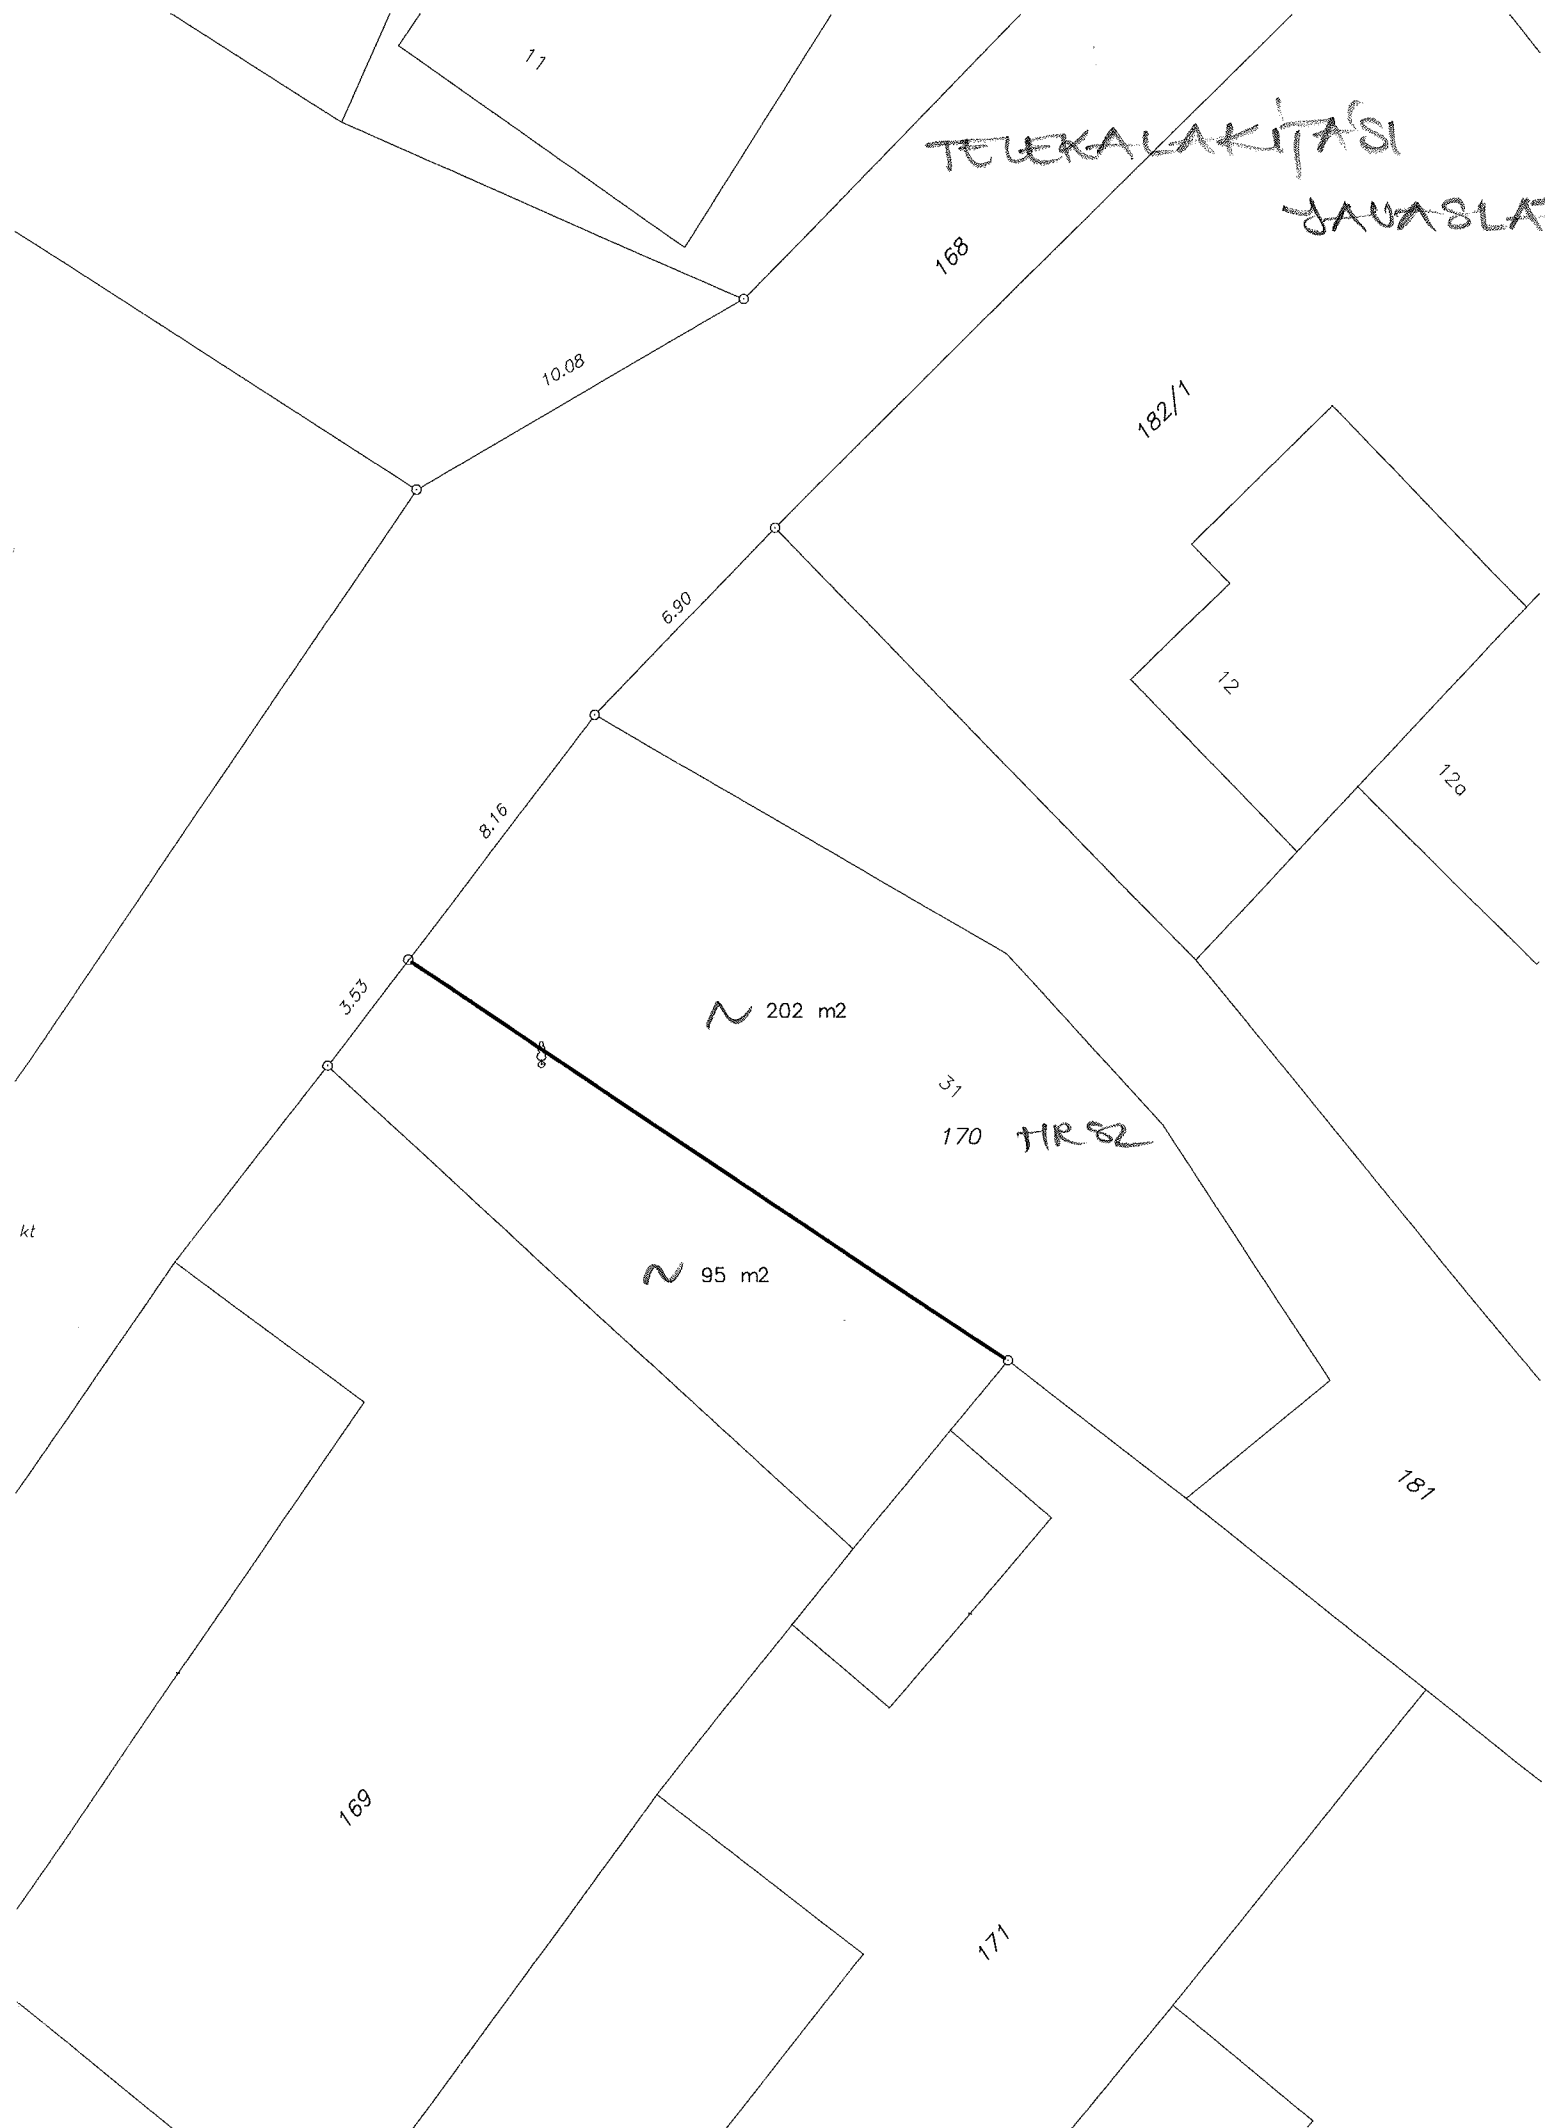 11
TELEKALAKÍTÁSI
JAVASLAT
168
10.08
182/1
6.90
12
12a
8.16
3.53
~ 202 m2
31
170 HRSZ
kt
~ 95 m2
181
169
171